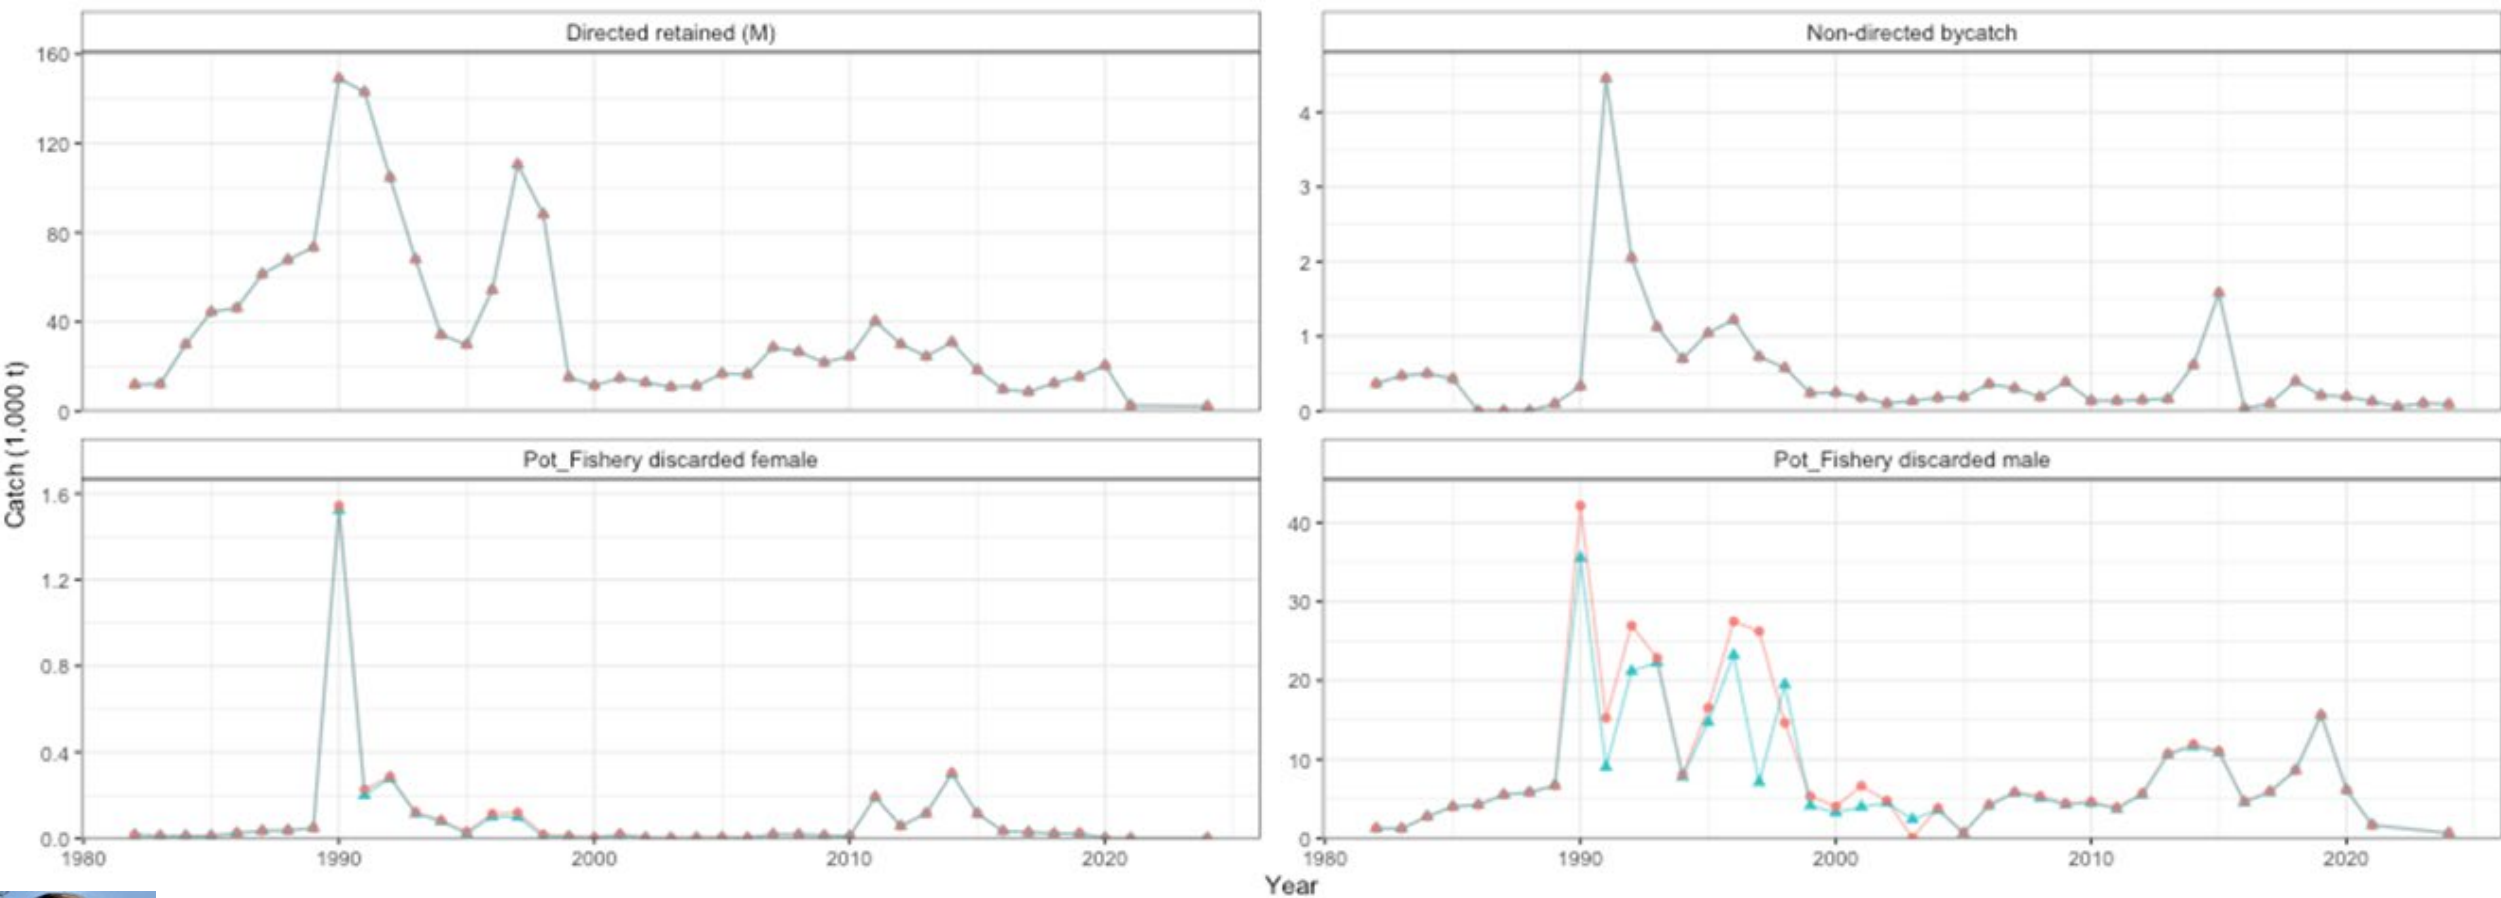 Directed retained (M)
Non-directed bycatch
160
120
80
40
0
4
3
2
1
0
Catch (1,000 t)
Pot_Fishery discarded female
Pot_Fishery discarded male
1.6
1.2
0.8
0.4
0.0
40
30
20
10
0
1980 1990 2000 2010 2020
1980 1990 2000 2010 2020
Year